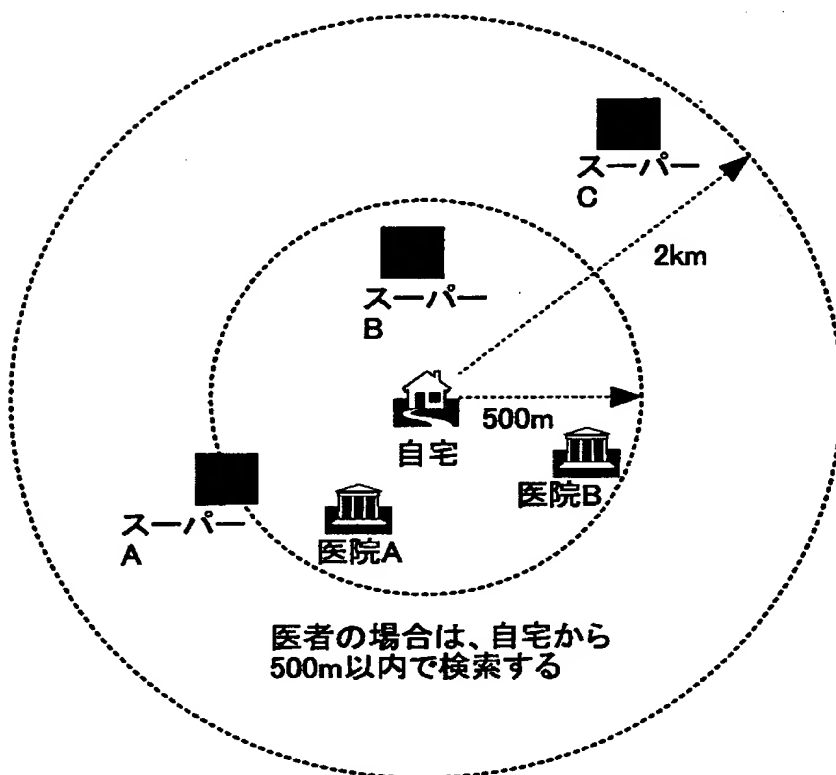 スーパー
C
2km
スーパー
B
500m
自宅
医院B
スーパー
A
医院A
医者の場合は、自宅から
500m以内で検索する